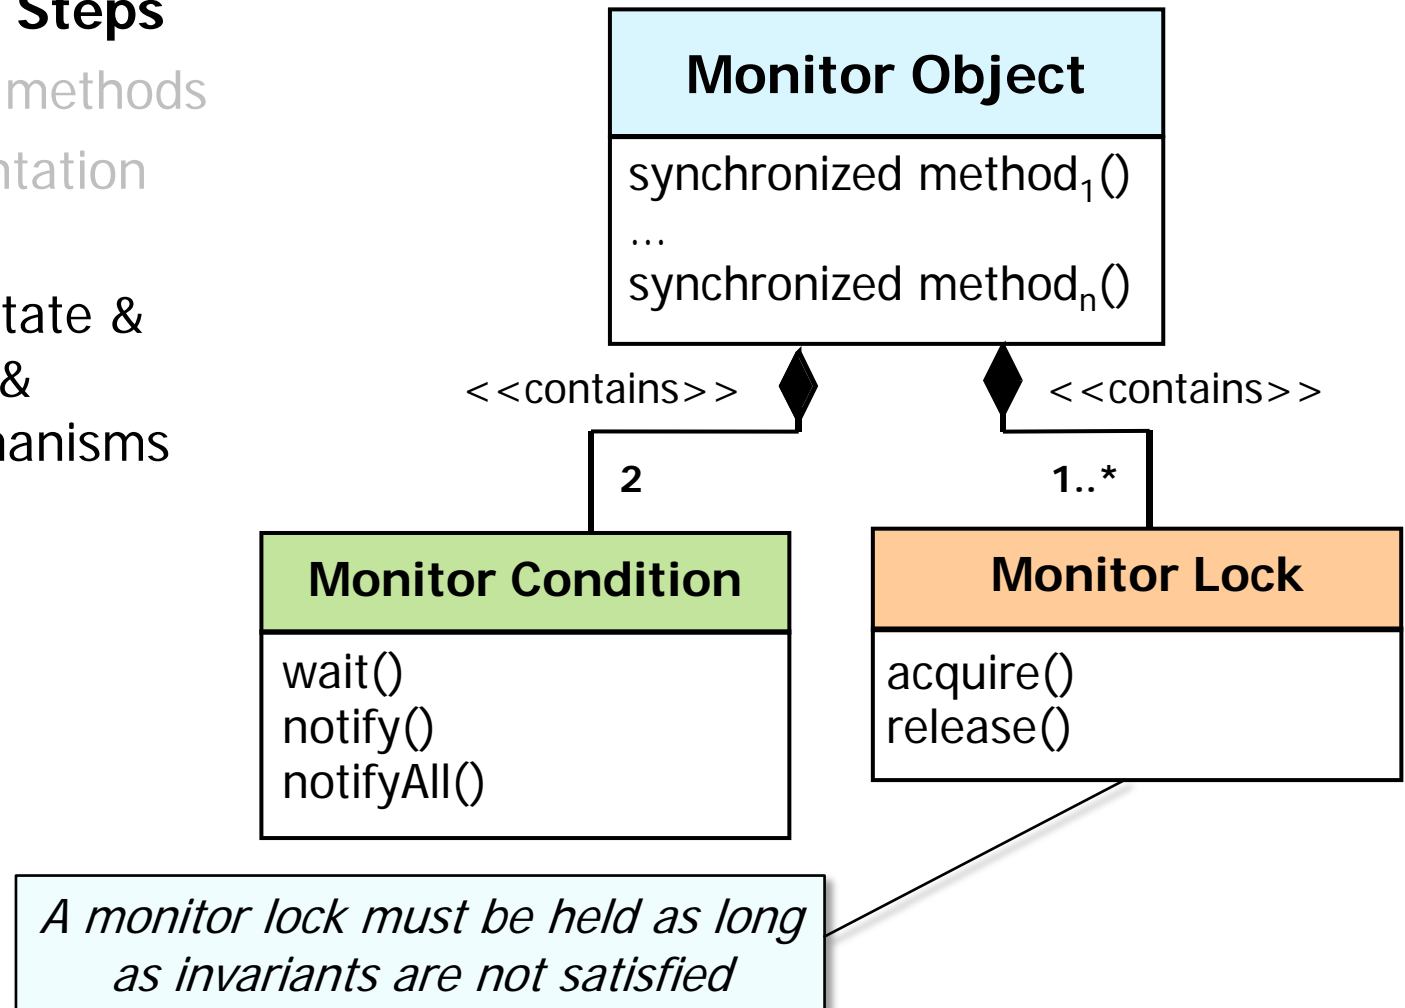 Steps
methods
ntation
tate &
&
hanisms
Monitor Object
synchronized method₁()
...
synchronized methodₙ()
<<contains>>
<<contains>>
2
1..*
Monitor Condition
wait()
notify()
notifyAll()
Monitor Lock
acquire()
release()
A monitor lock must be held as long
as invariants are not satisfied